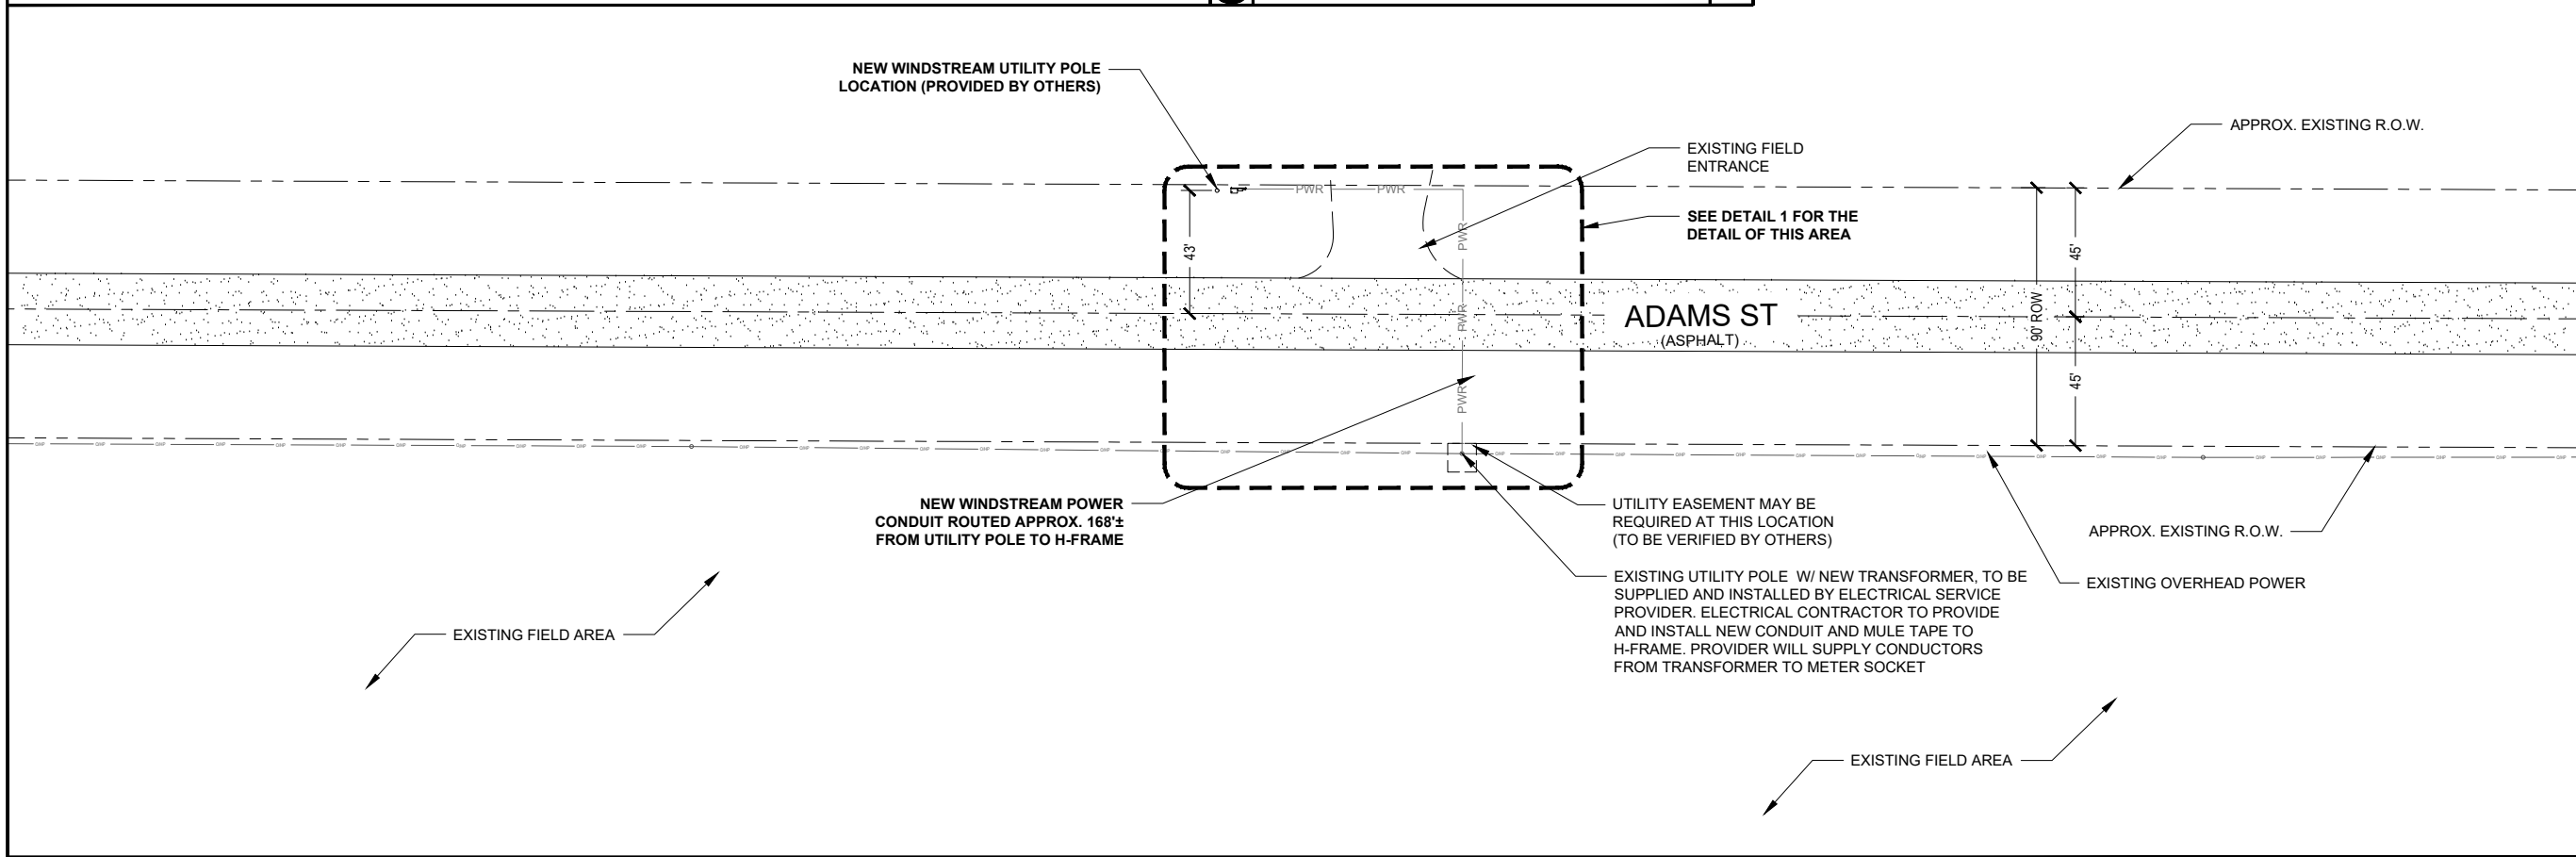 NEW WINDSTREAM UTILITY POLE
LOCATION (PROVIDED BY OTHERS)
APPROX. EXISTING R.O.W.
EXISTING FIELD
ENTRANCE
PWR
PWR
SEE DETAIL 1 FOR THE
DETAIL OF THIS AREA
PWR
43'
45'
90' ROW
ADAMS ST
(ASPHALT)
PWR
45'
PWR
NEW WINDSTREAM POWER
CONDUIT ROUTED APPROX. 168'±
FROM UTILITY POLE TO H-FRAME
UTILITY EASEMENT MAY BE
REQUIRED AT THIS LOCATION
(TO BE VERIFIED BY OTHERS)
APPROX. EXISTING R.O.W.
EXISTING UTILITY POLE W/ NEW TRANSFORMER, TO BE
SUPPLIED AND INSTALLED BY ELECTRICAL SERVICE
PROVIDER. ELECTRICAL CONTRACTOR TO PROVIDE
AND INSTALL NEW CONDUIT AND MULE TAPE TO
H-FRAME. PROVIDER WILL SUPPLY CONDUCTORS
FROM TRANSFORMER TO METER SOCKET
EXISTING OVERHEAD POWER
EXISTING FIELD AREA
EXISTING FIELD AREA